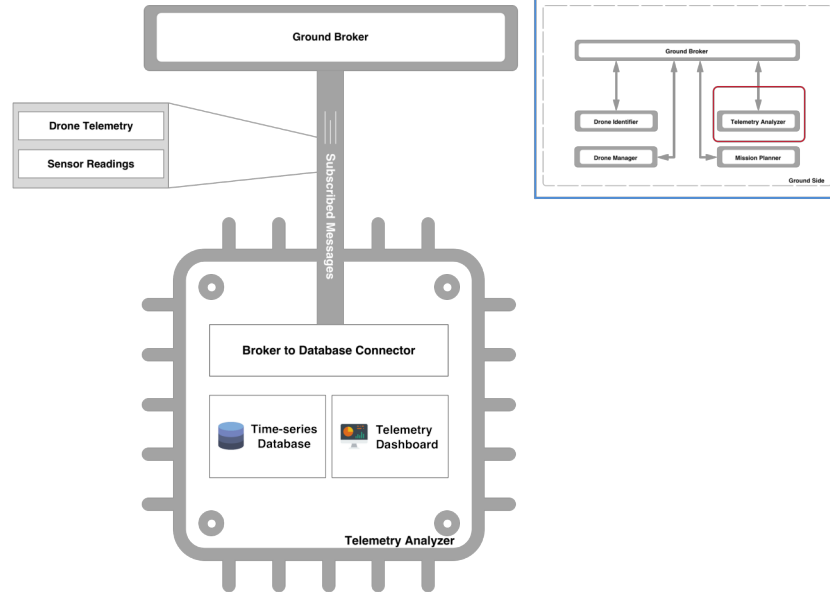 Ground Broker
Drone Telemetry
Sensor Readings
Subscribed Messages
Broker to Database Connector
Time-series
Database
Telemetry
Dashboard
Telemetry Analyzer
Ground Broker
Drone Identifier
Telemetry Analyzer
Drone Manager
Mission Planner
Ground Side